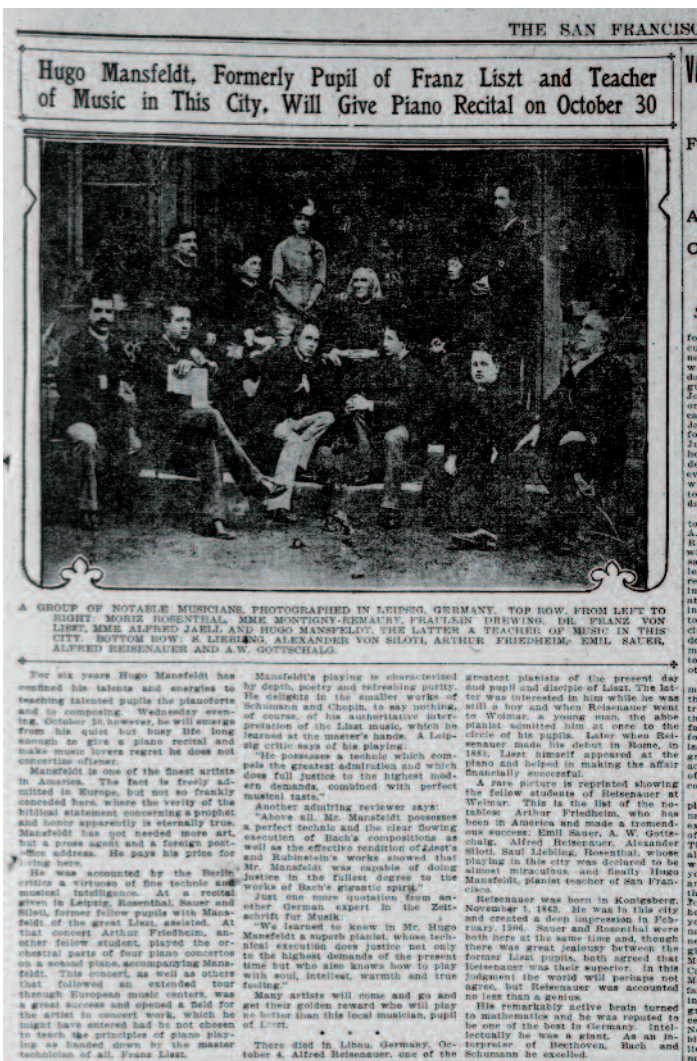 THE SAN FRANCISC
Hugo Mansfeldt, Formerly Pupil of Franz Liszt and Teacher
of Music in This City, Will Give Piano Recital on October 30
A GROUP OF NOTABLE MUSICIANS, PHOTOGRAPHED IN LEIPSIG, GERMANY. TOP ROW, FROM LEFT TO
RIGHT: MORIZ ROSENTHAL, MME. MONTIGNY-REMAURY, FRAULEIN DREWING, DR. FRANZ VON
LISZT, MME. ALFRED JAELL AND HUGO MANSFELDT, THE LATTER A TEACHER OF MUSIC IN THIS
CITY. BOTTOM ROW: S. LIEBLING, ALEXANDER VON SILOTI, ARTHUR FRIEDHEIM, EMIL SAUER,
ALFRED REISENAUER AND A.W. GOTTSCHALG.
For six years Hugo Mansfeldt has
confined his talents and energies to
teaching talented pupils the pianoforte
and to composing. Wednesday even-
ing, October 30, however, he will emerge
from his quiet but busy life long
enough to give a piano recital and
make music lovers regret he does not
concertize oftener.
Mansfeldt is one of the finest artists
in America. The fact is freely ad-
mitted in Europe, but not so frankly
conceded here, where the verity of the
biblical statement concerning a prophet
and honor apparently is eternally true.
Mansfeldt has not needed more art,
but a press agent and a foreign post-
office address. He pays his price for
living here.
He was accounted by the Berlin
critics a virtuoso of fine technic and
musical intelligence. At a recital
given in Leipzig, Rosenthal, Sauer and
Siloti, former fellow pupils with Mans-
feldt of the great Liszt, assisted. At
that concert Arthur Friedheim, an-
other fellow student, played the or-
chestral parts of four piano concertos
on a second piano, accompanying Mans-
feldt. This concert, as well as others
that followed an extended tour
through European music centers, was
a great success and opened a field for
the artist in concert work, which he
might have entered had he not chosen
to teach the principles of piano play-
ing as handed down by the master
technician of all, Franz Liszt.
Mansfeldt's playing is characterized
by depth, poetry and refreshing purity.
He delights in the smaller works of
Schumann and Chopin, to say nothing,
of course, of his authoritative inter-
pretation of the Liszt music, which he
learned at the master's hands. A Leip-
zig critic says of his playing:
"He possesses a technic which com-
pels the greatest admiration and which
does full justice to the highest mod-
ern demands, combined with perfect
musical taste."
Another admiring reviewer says:
"Above all, Mr. Mansfeldt possesses
a perfect technic and the clear flowing
execution of Bach's compositions as
well as the effective rendition of Liszt's
and Rubinstein's works showed that
Mr. Mansfeldt was capable of doing
justice in the fullest degree to the
works of Bach's gigantic spirit."
Just one more quotation from an-
other German expert in the Zeit-
schrift fur Musik:
"We learned to know in Mr. Hugo
Mansfeldt a superb pianist, whose tech-
nical execution does justice not only
to the highest demands of the present
time but who also knows how to play
with soul, intellect, warmth and true
feeling."
Many artists will come and go and
get their golden reward who will play
no better than this local musician, pupil
of Liszt.
* * *
There died in Libau, Germany, Oc-
tober 4, Alfred Reisenauer, one of the
greatest pianists of the present day
and pupil and disciple of Liszt. The lat-
ter was interested in him while he was
still a boy and when Reisenauer went
to Weimar, a young man, the abbe
pianist admitted him at once to the
circle of his pupils. Later when Rei-
senauer made his debut in Rome, in
1881, Liszt himself appeared at the
piano and helped in making the affair
financially successful.
A rare picture is reprinted showing
the fellow students of Reisenauer at
Weimar. This is the list of the no-
tables: Arthur Friedheim, who has
been in America and made a tremend-
ous success; Emil Sauer, A. W. Gotts-
chalg, Alfred Reisenauer, Alexander
Siloti, Saul Liebling, Rosenthal, whose
playing in this city was declared to be
almost miraculous, and finally Hugo
Mansfeldt, pianist teacher of San Fran-
cisco.
Reisenauer was born in Konigsberg,
November 1, 1862. He was in this city
and created a deep impression in Feb-
ruary, 1906. Sauer and Rosenthal were
both here at the same time and, though
there was great jealousy between the
former Liszt pupils, both agreed that
Reisenauer was their superior. In this
judgment the world will perhaps not
agree, but Reisenauer was accounted
no less than a genius.
His remarkably active brain turned
to mathematics and he was reputed to
be one of the best in Germany. Intel-
lectually he was a giant. As an in-
terpreter of Beethoven, Bach and
Schumann he excelled.